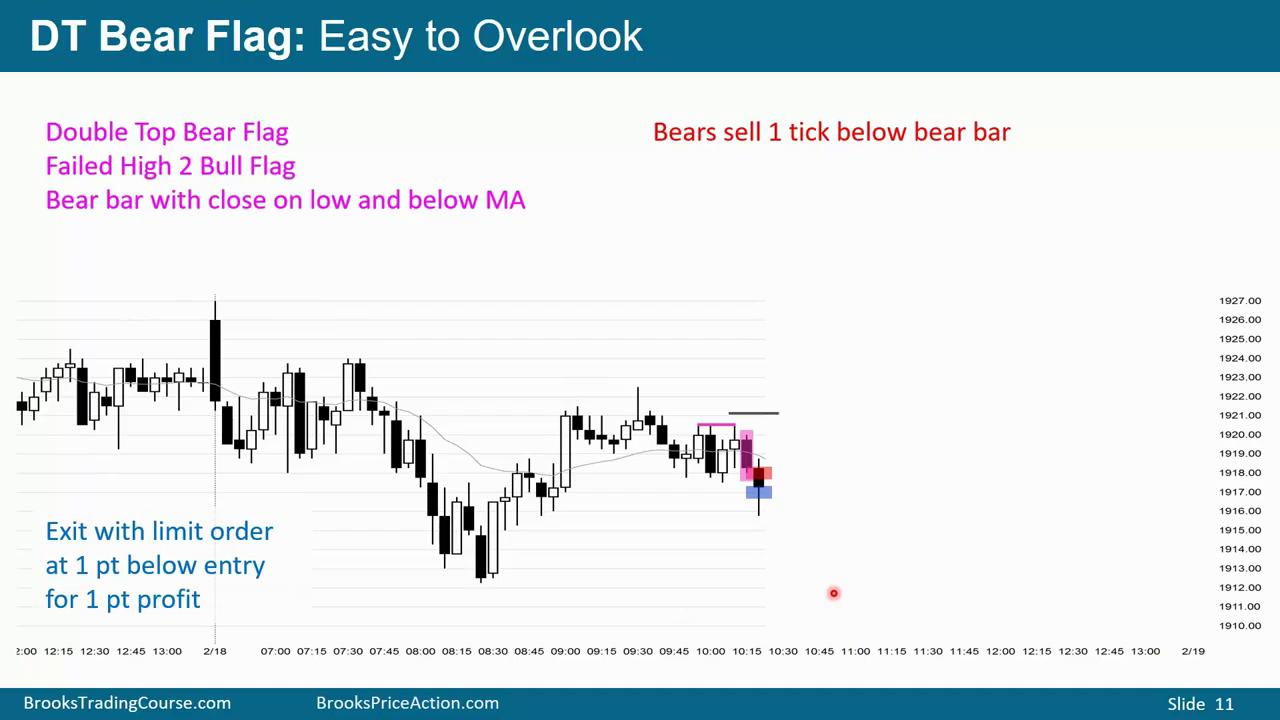 DT Bear Flag: Easy to Overlook
Double Top Bear Flag
Failed High 2 Bull Flag
Bear bar with close on low and below MA
Bears sell 1 tick below bear bar
1927.00
1926.00
1925.00
1924.00
1923.00
1922.00
1921.00
1920.00
1919.00
1918.00
1917.00
1916.00
1915.00
1914.00
1913.00
1912.00
1911.00
1910.00
Exit with limit order
at 1 pt below entry
for 1 pt profit
2:00 12:15 12:30 12:45 13:00 2/18 07:00 07:15 07:30 07:45 08:00 08:15 08:30 08:45 09:00 09:15 09:30 09:45 10:00 10:15 10:30 10:45 11:00 11:15 11:30 11:45 12:00 12:15 12:30 12:45 13:00 2/19
BrooksTradingCourse.com BrooksPriceAction.com Slide 11